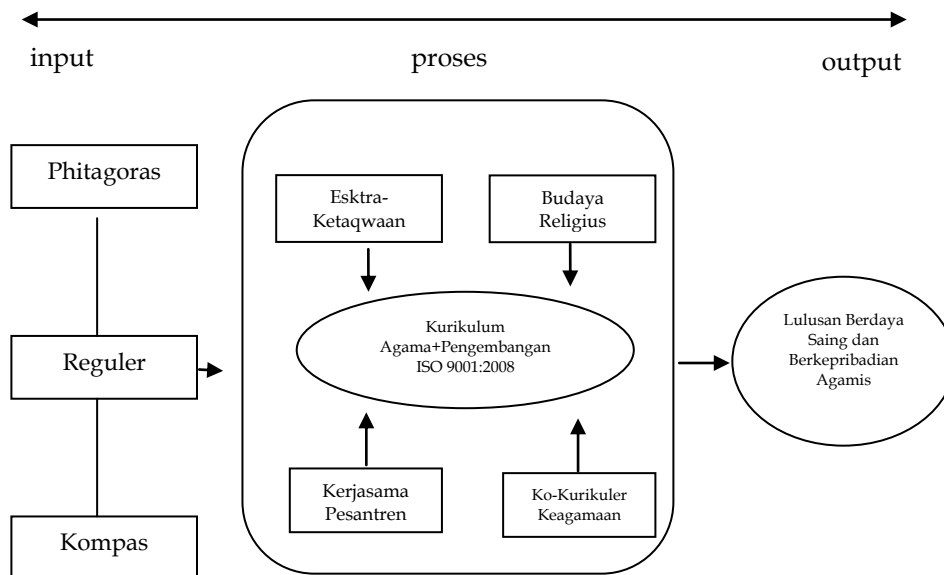 input proses output
Phitagoras
Esktra-
Ketaqwaan
Budaya
Religius
Reguler
Kurikulum
Agama+Pengembangan
ISO 9001:2008
Lulusan Berdaya
Saing dan
Berkepribadian
Agamis
Kerjasama
Pesantren
Ko-Kurikuler
Keagamaan
Kompas